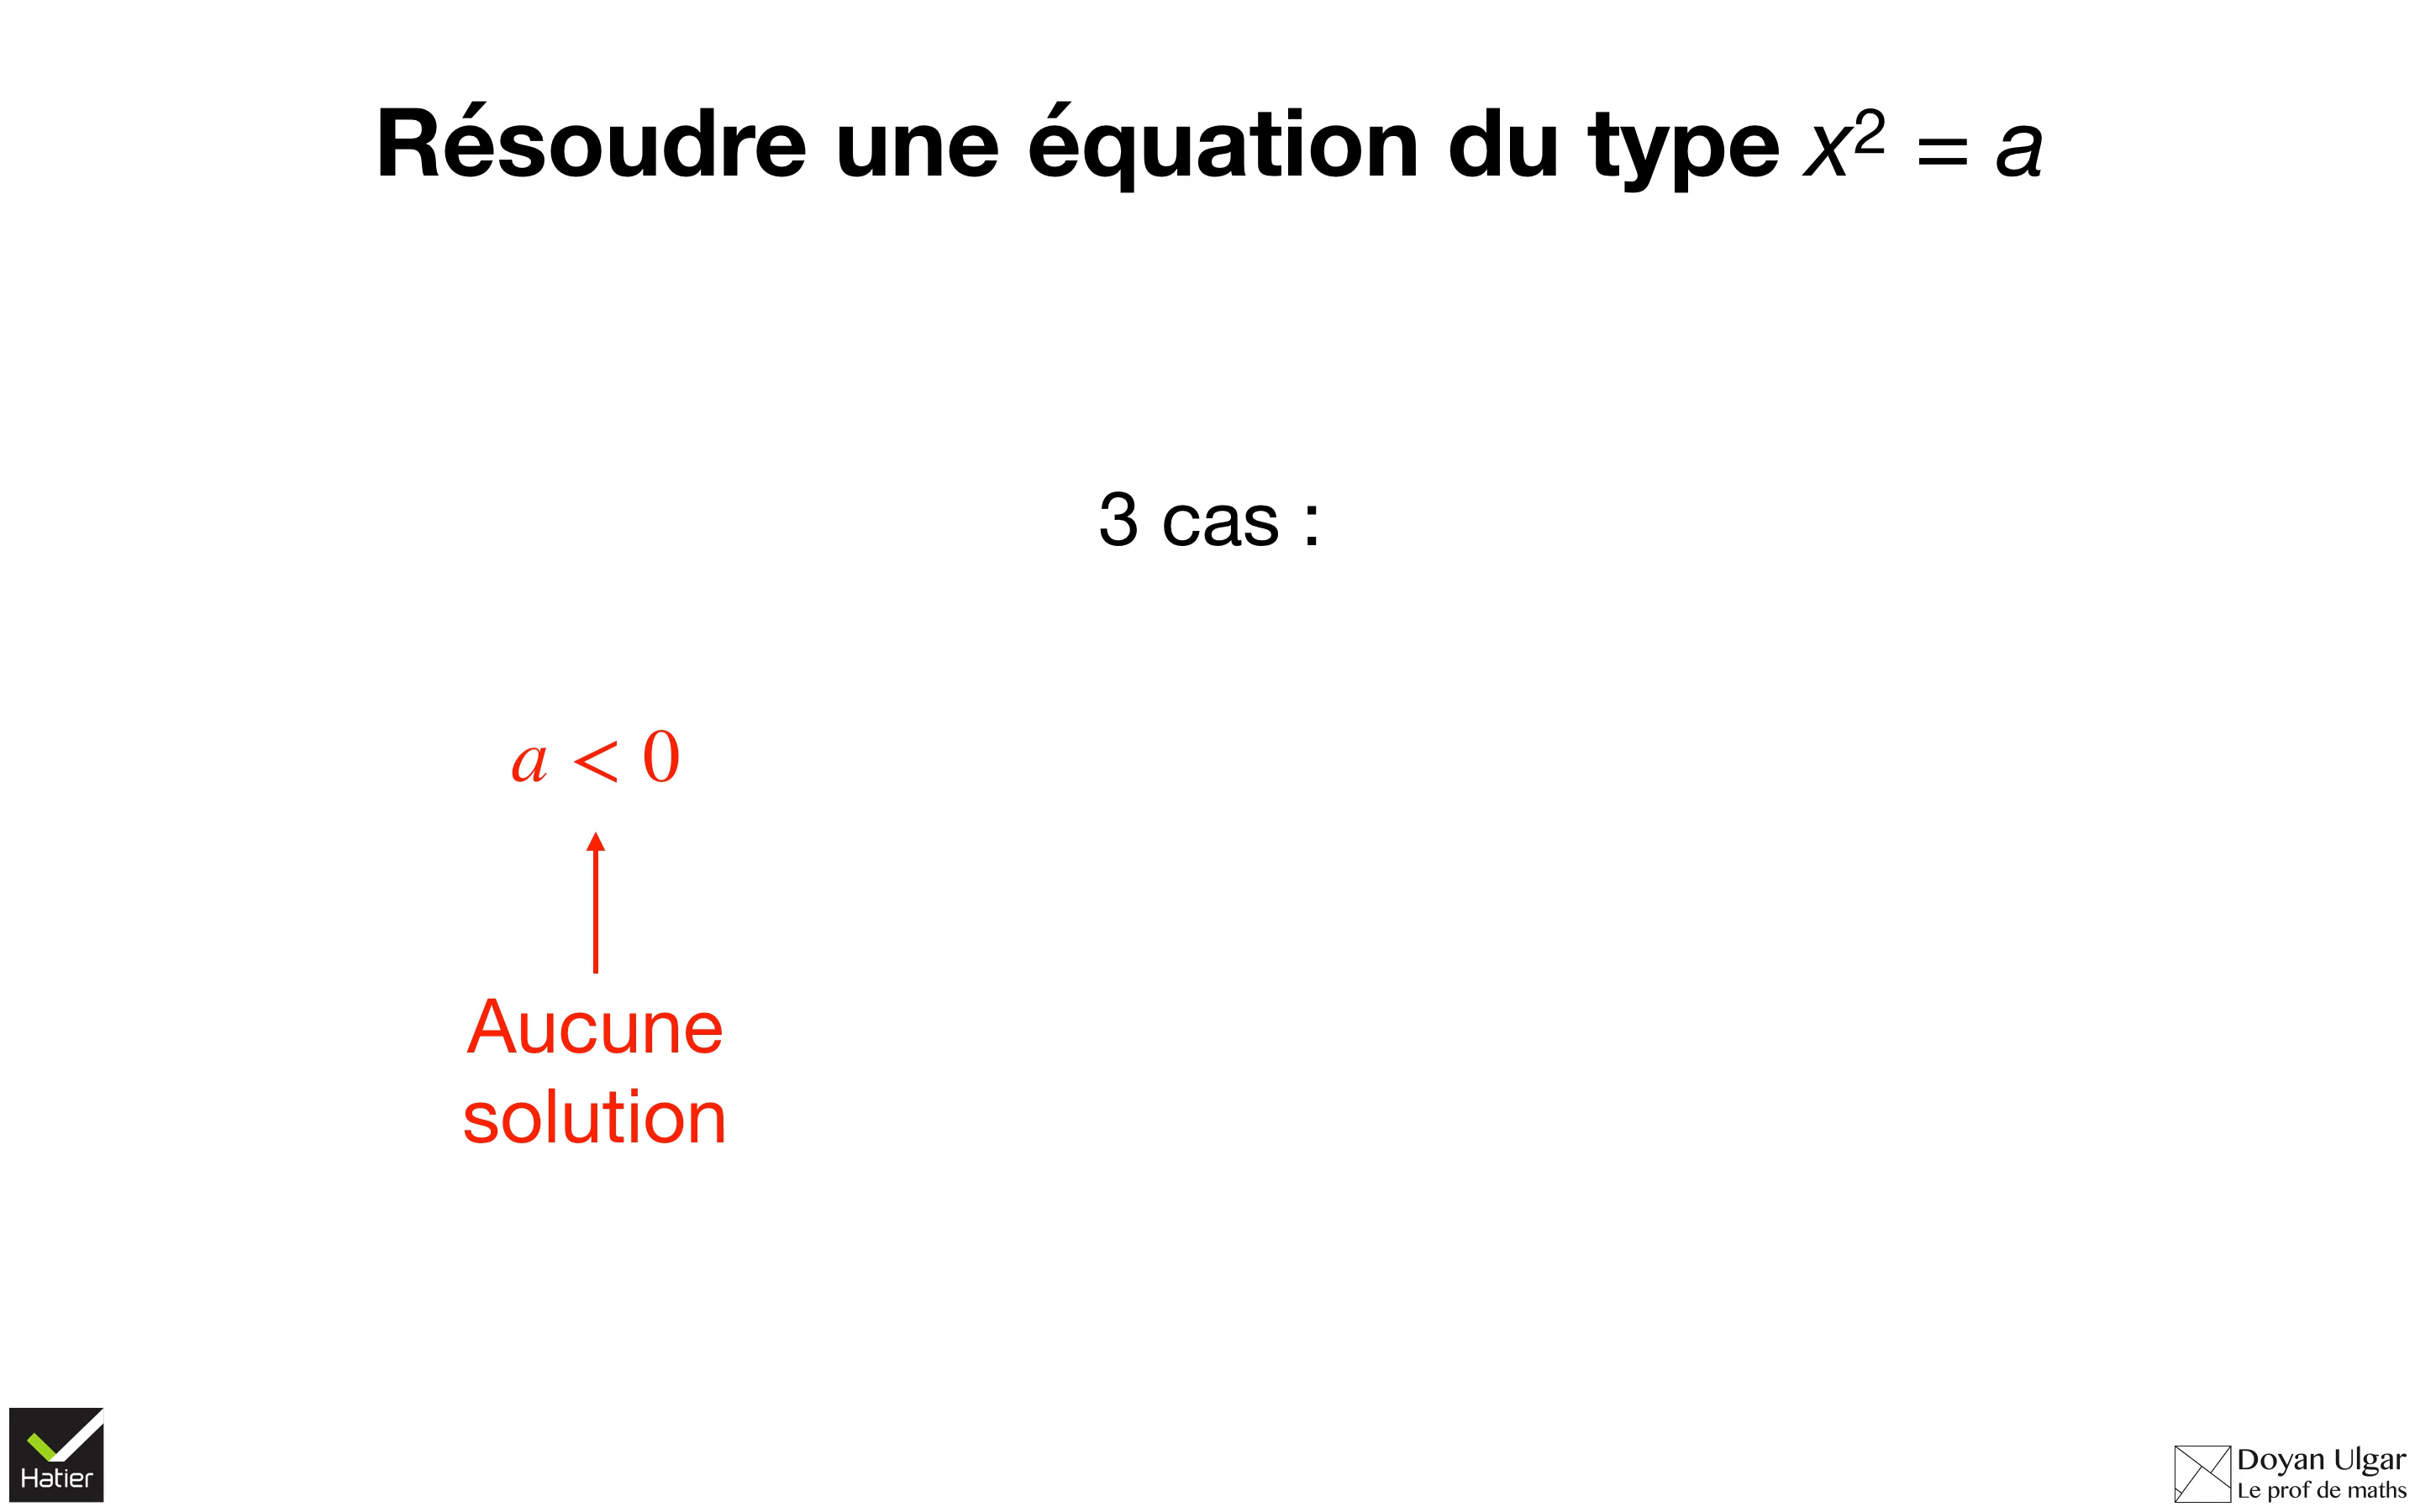 Résoudre une équation du type x² = a
3 cas :
a < 0
Aucune
solution
Hatier
Doyan Ulgar
Le prof de maths